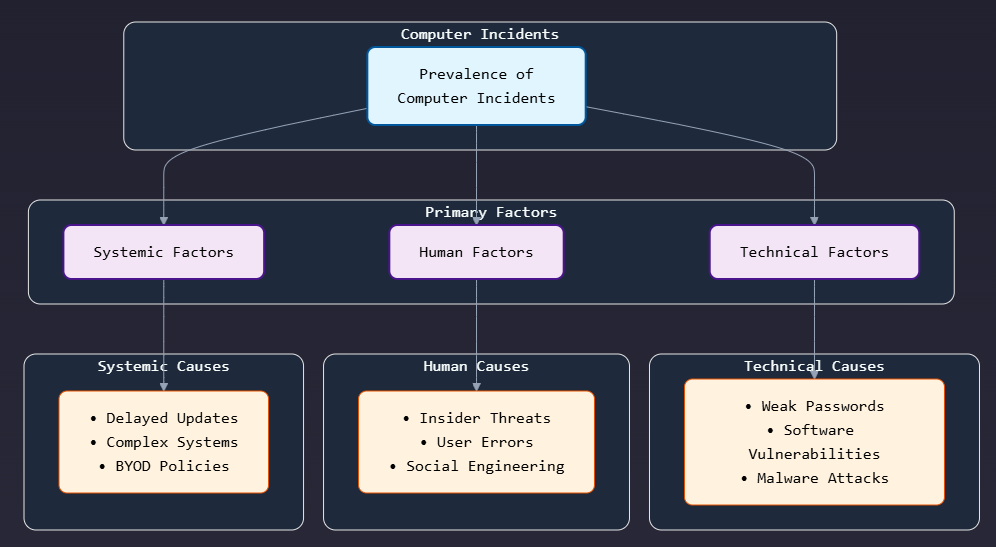 Computer Incidents
Prevalence of
Computer Incidents
Primary Factors
Systemic Factors
Human Factors
Technical Factors
Systemic Causes
• Delayed Updates
• Complex Systems
• BYOD Policies
Human Causes
• Insider Threats
• User Errors
• Social Engineering
Technical Causes
• Weak Passwords
• Software
Vulnerabilities
• Malware Attacks